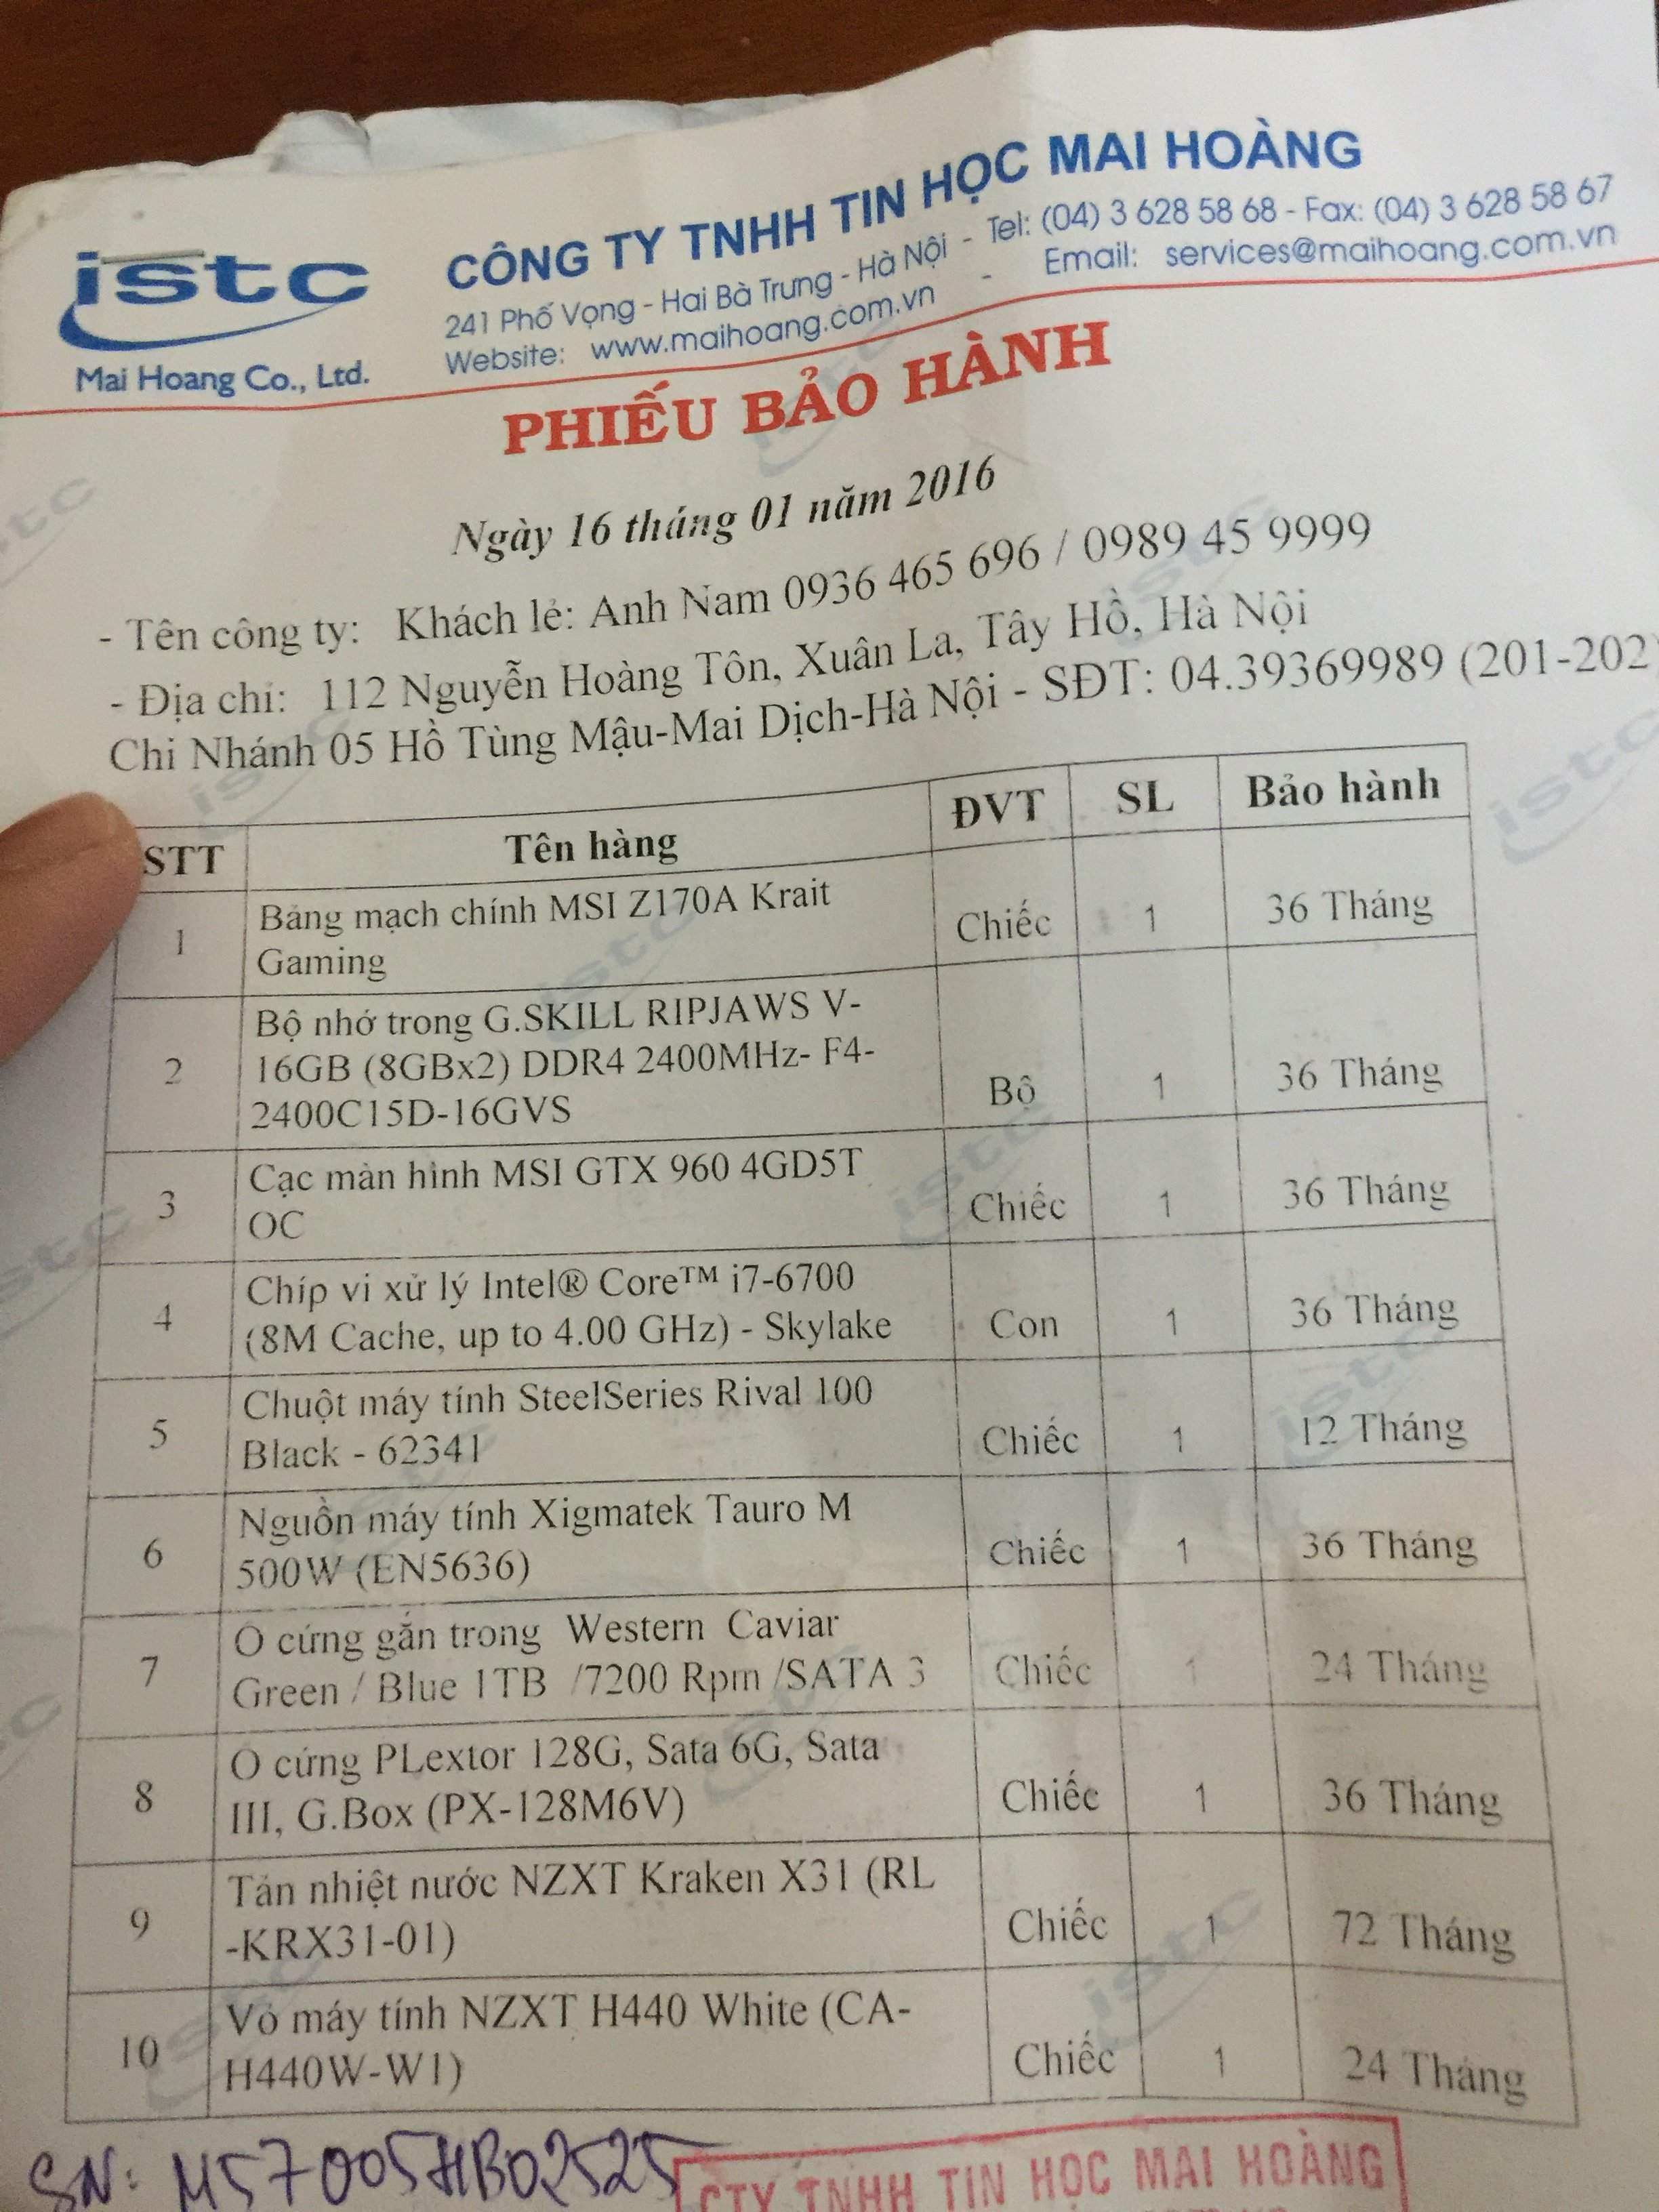 istc
Mai Hoang Co., Ltd.
CÔNG TY TNHH TIN HỌC MAI HOÀNG
241 Phố Vọng - Hai Bà Trưng - Hà Nội - Tel: (04) 3 628 58 68 - Fax: (04) 3 628 58 67
Website: www.maihoang.com.vn - Email: services@maihoang.com.vn
PHIẾU BẢO HÀNH
Ngày 16 tháng 01 năm 2016
- Tên công ty: Khách lẻ: Anh Nam 0936 465 696 / 0989 45 9999
- Địa chỉ: 112 Nguyễn Hoàng Tôn, Xuân La, Tây Hồ, Hà Nội
Chi Nhánh 05 Hồ Tùng Mậu-Mai Dịch-Hà Nội - SĐT: 04.39369989 (201-202
STT Tên hàng ĐVT SL Bảo hành
1 Bảng mạch chính MSI Z170A Krait
Gaming Chiếc 1 36 Tháng
2 Bộ nhớ trong G.SKILL RIPJAWS V-
16GB (8GBx2) DDR4 2400MHz- F4-
2400C15D-16GVS Bộ 1 36 Tháng
3 Cạc màn hình MSI GTX 960 4GD5T
OC Chiếc 1 36 Tháng
4 Chíp vi xử lý Intel® Core™ i7-6700
(8M Cache, up to 4.00 GHz) - Skylake Con 1 36 Tháng
5 Chuột máy tính SteelSeries Rival 100
Black - 62341 Chiếc 1 12 Tháng
6 Nguồn máy tính Xigmatek Tauro M
500W (EN5636) Chiếc 1 36 Tháng
7 Ổ cứng gắn trong Western Caviar
Green / Blue 1TB /7200 Rpm /SATA 3 Chiếc 1 24 Tháng
8 Ổ cứng PLextor 128G, Sata 6G, Sata
III, G.Box (PX-128M6V) Chiếc 1 36 Tháng
9 Tản nhiệt nước NZXT Kraken X31 (RL
-KRX31-01) Chiếc 1 72 Tháng
10 Vỏ máy tính NZXT H440 White (CA-
H440W-W1) Chiếc 1 24 Tháng
SN: M57005HB02525
CTY TNHH TIN HỌC MAI HOÀNG